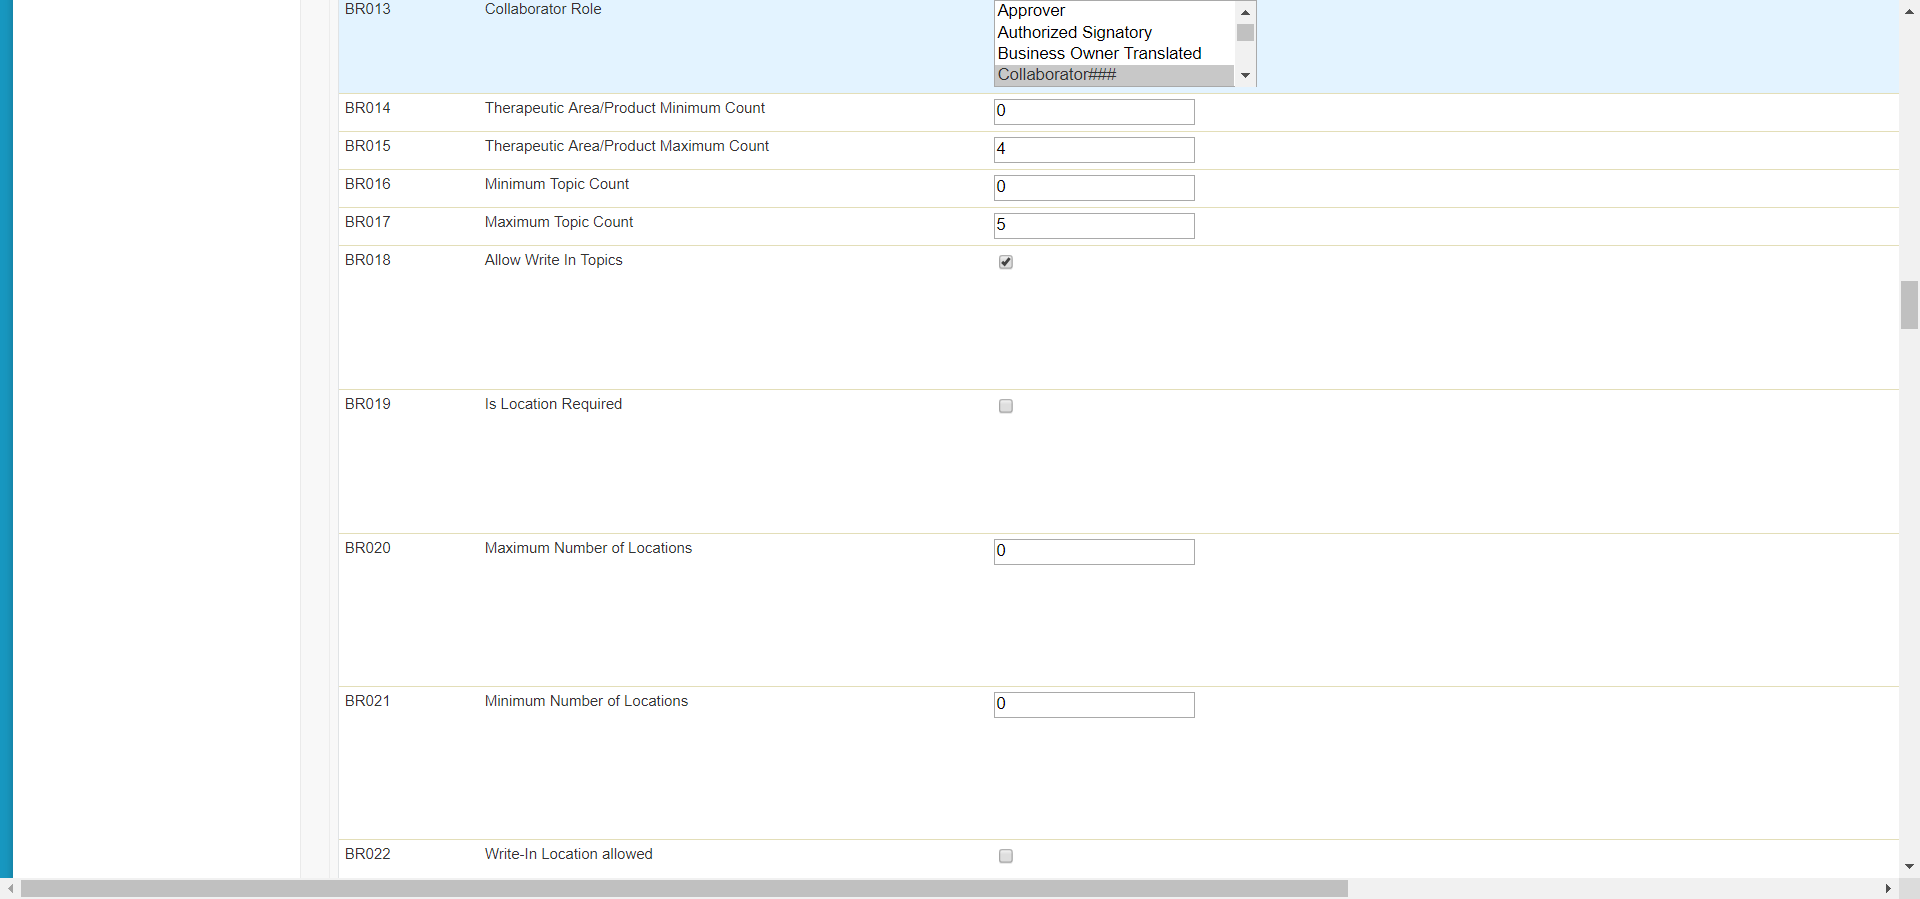 BR013 Collaborator Role Approver
Authorized Signatory
Business Owner Translated
Collaborator###
BR014 Therapeutic Area/Product Minimum Count 0
BR015 Therapeutic Area/Product Maximum Count 4
BR016 Minimum Topic Count 0
BR017 Maximum Topic Count 5
BR018 Allow Write In Topics
BR019 Is Location Required
BR020 Maximum Number of Locations 0
BR021 Minimum Number of Locations 0
BR022 Write-In Location allowed